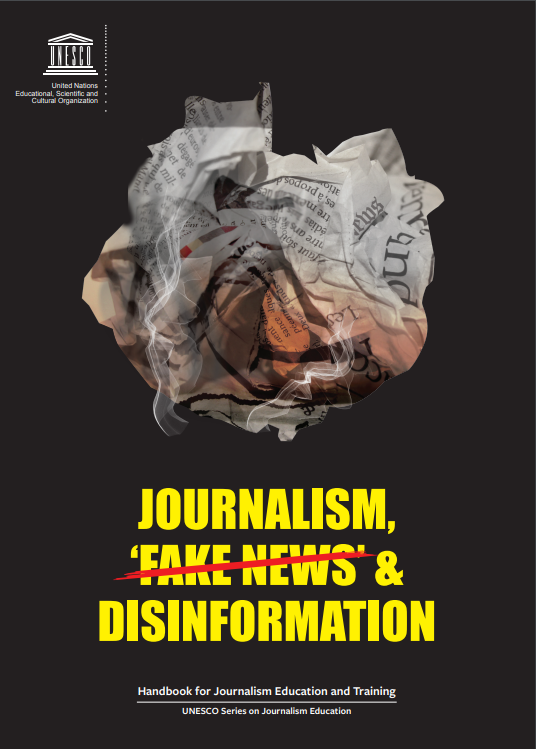 UNESCO
United Nations
Educational, Scientific and
Cultural Organization
JOURNALISM,
‘FAKE NEWS’ &
DISINFORMATION
Handbook for Journalism Education and Training
UNESCO Series on Journalism Education